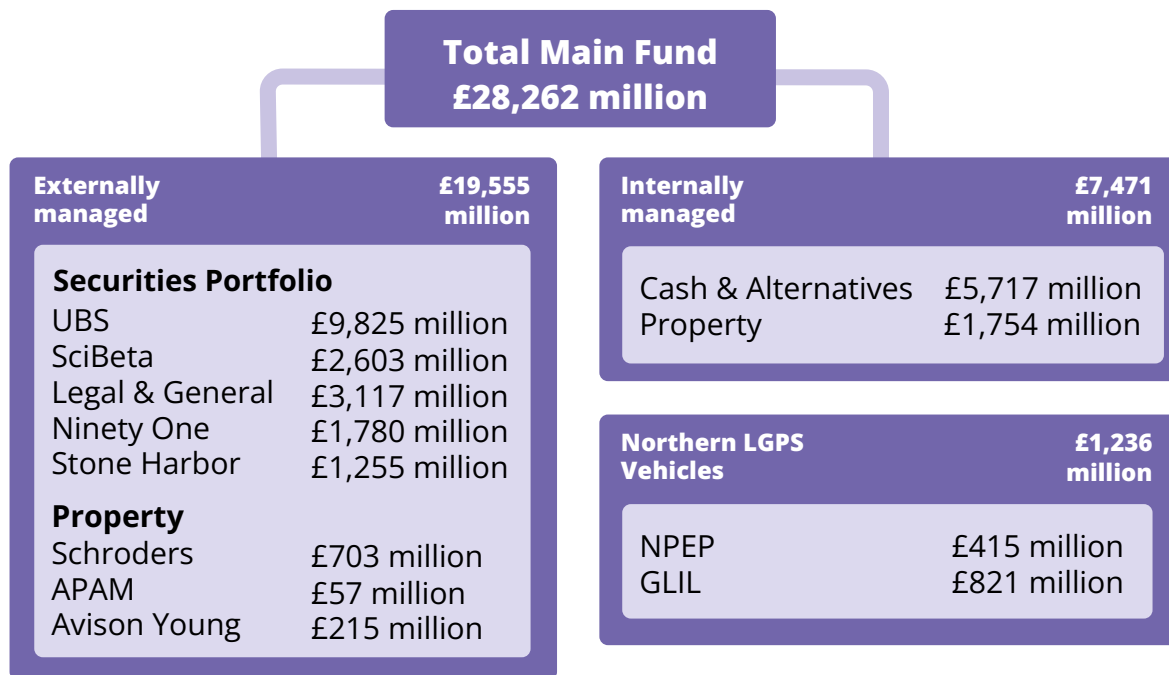 Total Main Fund
£28,262 million
Externally managed £19,555 million
Securities Portfolio
UBS £9,825 million
SciBeta £2,603 million
Legal & General £3,117 million
Ninety One £1,780 million
Stone Harbor £1,255 million
Property
Schroders £703 million
APAM £57 million
Avison Young £215 million
Internally managed £7,471 million
Cash & Alternatives £5,717 million
Property £1,754 million
Northern LGPS Vehicles £1,236 million
NPEP £415 million
GLIL £821 million